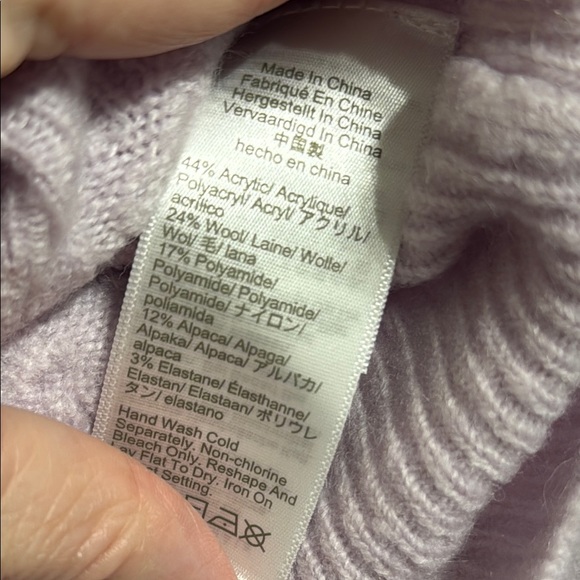 Made In China
Fabriqué En Chine
Hergestellt In China
Vervaardigd In China
中国製
hecho en china
44% Acrylic/ Acrylique/
Polyacryl/ Acryl/ アクリル/
acrílico
24% Wool/ Laine/ Wolle/
Wol/ 毛/ lana
17% Polyamide/
Polyamide/ Polyamide/
Polyamide/ ナイロン/
poliamida
12% Alpaca/ Alpaga/
Alpaka/ Alpaca/ アルパカ/
alpaca
3% Elastane/ Élasthanne/
Elastan/ Elastaan/ ポリウレ
タン/ elastano
Hand Wash Cold
Separately. Non-chlorine
Bleach Only. Reshape And
Lay Flat To Dry. Iron On
Setting.